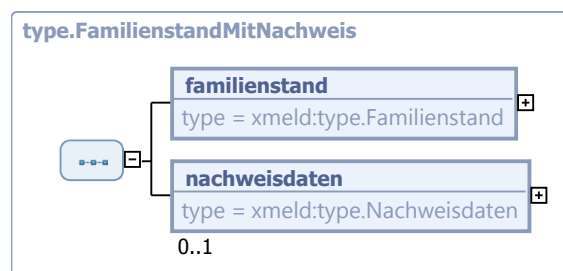 type.FamilienstandMitNachweis
familienstand
type = xmeld:type.Familienstand
nachweisdaten
type = xmeld:type.Nachweisdaten
0..1